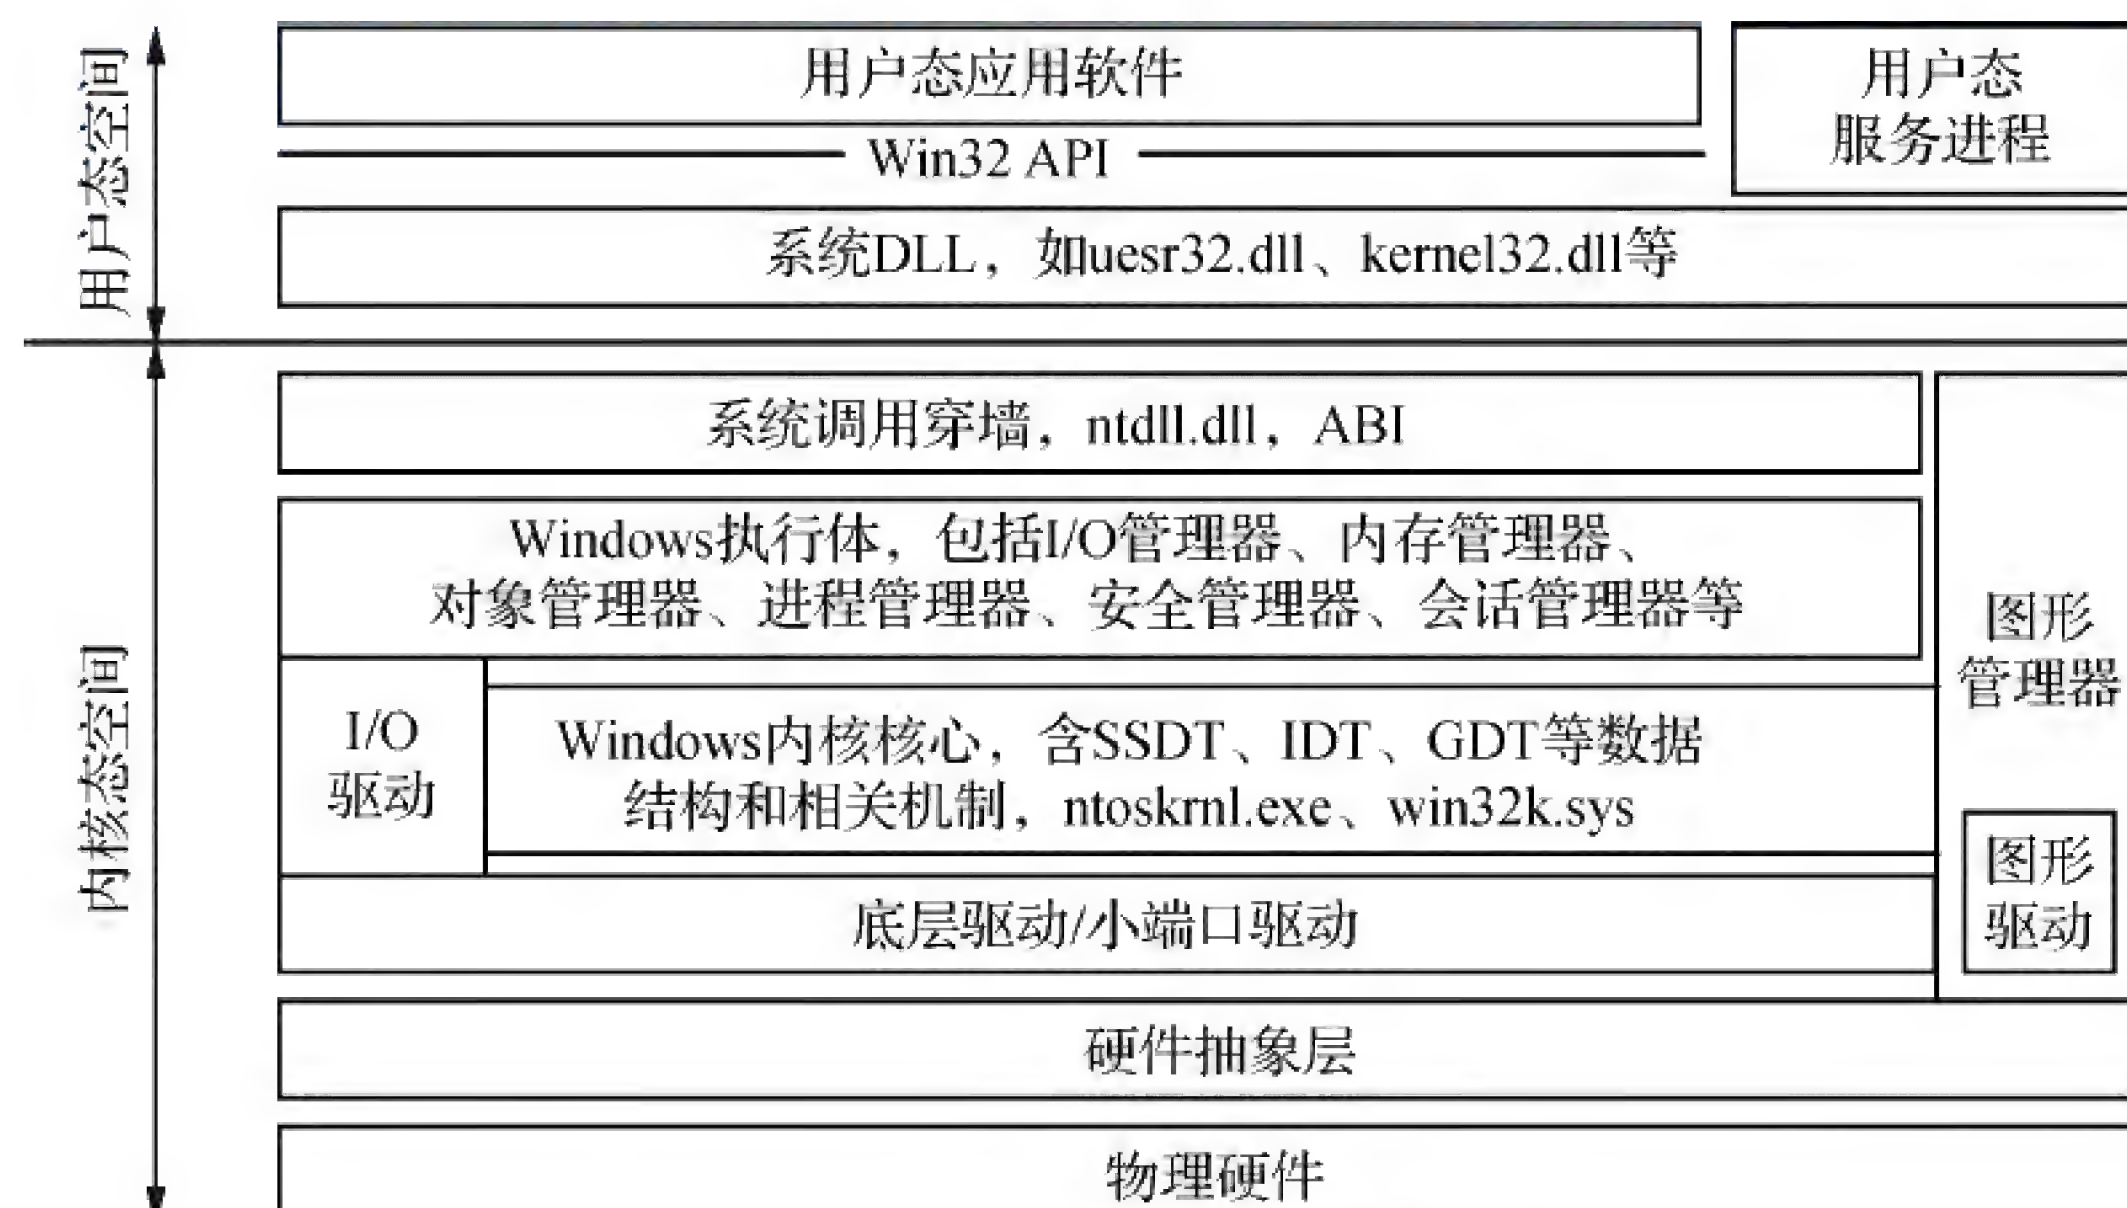 用户态空间
用户态应用软件
用户态
服务进程
Win32 API
系统DLL，如uesr32.dll、kernel32.dll等
内核态空间
系统调用穿墙，ntdll.dll，ABI
Windows执行体，包括I/O管理器、内存管理器、
对象管理器、进程管理器、安全管理器、会话管理器等
图形
管理器
I/O
驱动
Windows内核核心，含SSDT、IDT、GDT等数据
结构和相关机制，ntoskrnl.exe、win32k.sys
图形
驱动
底层驱动/小端口驱动
硬件抽象层
物理硬件